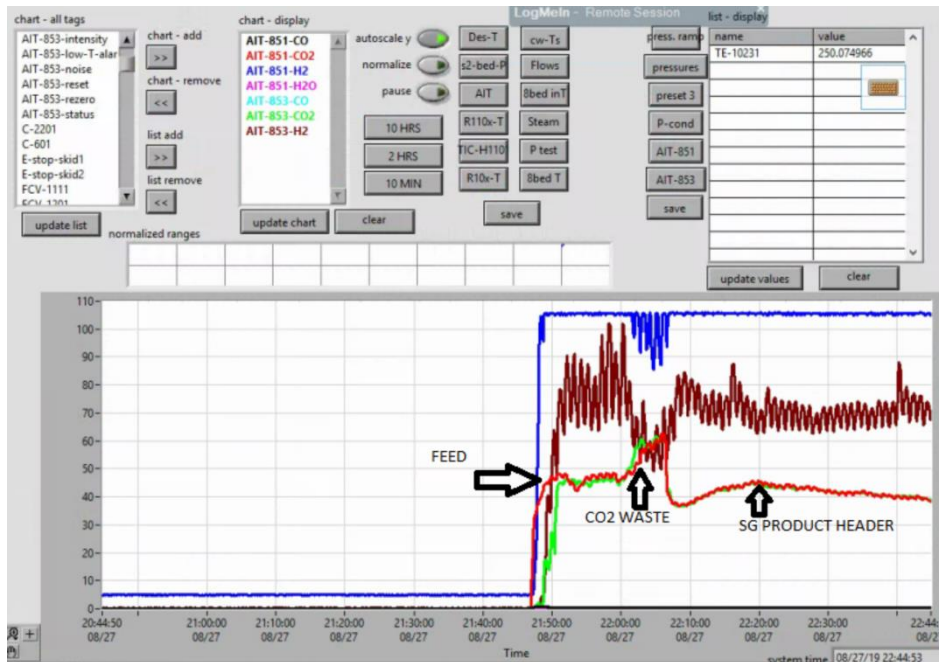 LogMeIn - Remote Session
chart - all tags
AIT-853-intensity
AIT-853-low-T-alar
AIT-853-noise
AIT-853-reset
AIT-853-rezero
AIT-853-status
C-2201
C-601
E-stop-skid1
E-stop-skid2
FCV-1111
FCV-1201
update list
chart - add
>>
chart - remove
<<
list add
>>
list remove
<<
chart - display
AIT-851-CO
AIT-851-CO2
AIT-851-H2
AIT-851-H2O
AIT-853-CO
AIT-853-CO2
AIT-853-H2
update chart
clear
autoscale y
normalize
pause
10 HRS
2 HRS
10 MIN
Des-T
s2-bed-P
AIT
R110x-T
TIC-H110
R10x-T
cw-Ts
Flows
8bed inT
Steam
P test
8bed T
save
press. ramp
pressures
preset 3
P-cond
AIT-851
AIT-853
save
list - display
name value
TE-10231 250.074966
update values
clear
normalized ranges
110
100
90
80
70
60
50
40
30
20
10
0
FEED
CO2 WASTE
SG PRODUCT HEADER
20:44:50 21:00:00 21:10:00 21:20:00 21:30:00 21:40:00 21:50:00 22:00:00 22:10:00 22:20:00 22:30:00 22:44:
08/27 08/27 08/27 08/27 08/27 08/27 08/27 08/27 08/27 08/27 08/27 08/27
Time
system time 08/27/19 22:44:53